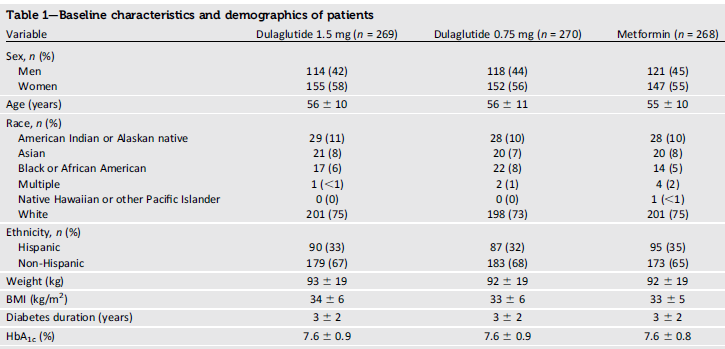 Table 1—Baseline characteristics and demographics of patients
Variable Dulaglutide 1.5 mg (n = 269) Dulaglutide 0.75 mg (n = 270) Metformin (n = 268)
Sex, n (%)
Men 114 (42) 118 (44) 121 (45)
Women 155 (58) 152 (56) 147 (55)
Age (years) 56 ± 10 56 ± 11 55 ± 10
Race, n (%)
American Indian or Alaskan native 29 (11) 28 (10) 28 (10)
Asian 21 (8) 20 (7) 20 (8)
Black or African American 17 (6) 22 (8) 14 (5)
Multiple 1 (<1) 2 (1) 4 (2)
Native Hawaiian or other Pacific Islander 0 (0) 0 (0) 1 (<1)
White 201 (75) 198 (73) 201 (75)
Ethnicity, n (%)
Hispanic 90 (33) 87 (32) 95 (35)
Non-Hispanic 179 (67) 183 (68) 173 (65)
Weight (kg) 93 ± 19 92 ± 19 92 ± 19
BMI (kg/m²) 34 ± 6 33 ± 6 33 ± 5
Diabetes duration (years) 3 ± 2 3 ± 2 3 ± 2
HbA₁c (%) 7.6 ± 0.9 7.6 ± 0.9 7.6 ± 0.8